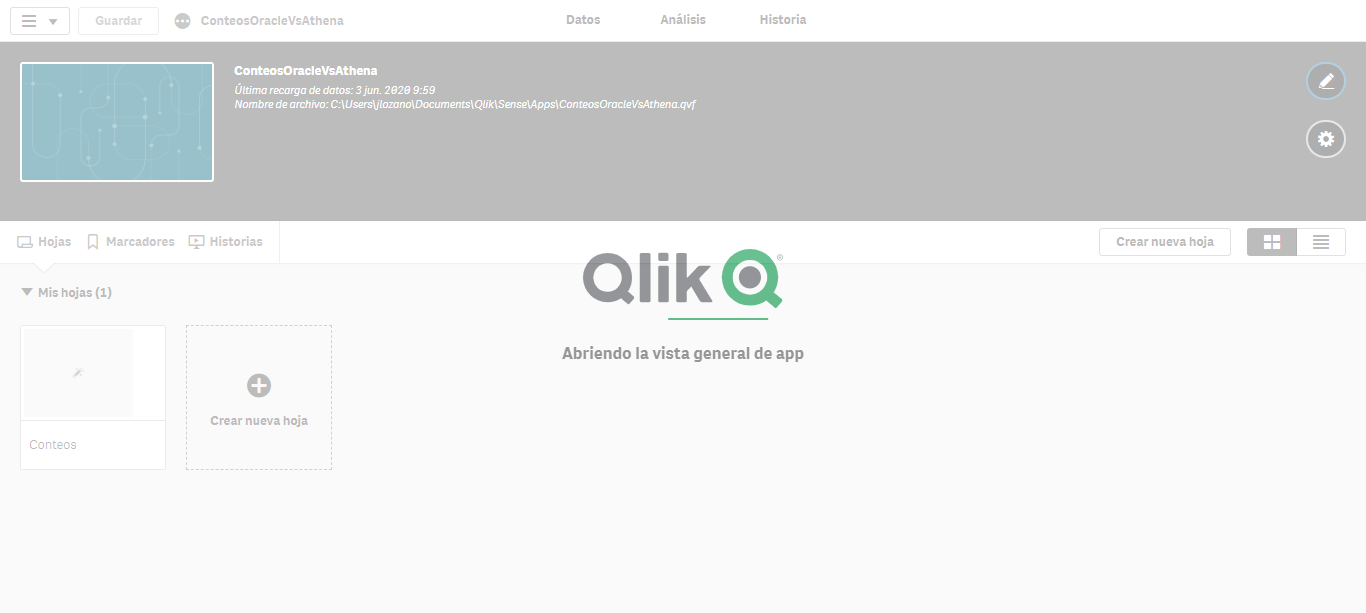 Guardar
ConteosOracleVsAthena
Datos
Análisis
Historia
ConteosOracleVsAthena
Última recarga de datos: 3 jun. 2020 9:59
Nombre de archivo: C:\Users\jlozano\Documents\Qlik\Sense\Apps\ConteosOracleVsAthena.qvf
Hojas
Marcadores
Historias
Crear nueva hoja
Qlik
®
Mis hojas (1)
Abriendo la vista general de app
Crear nueva hoja
Conteos